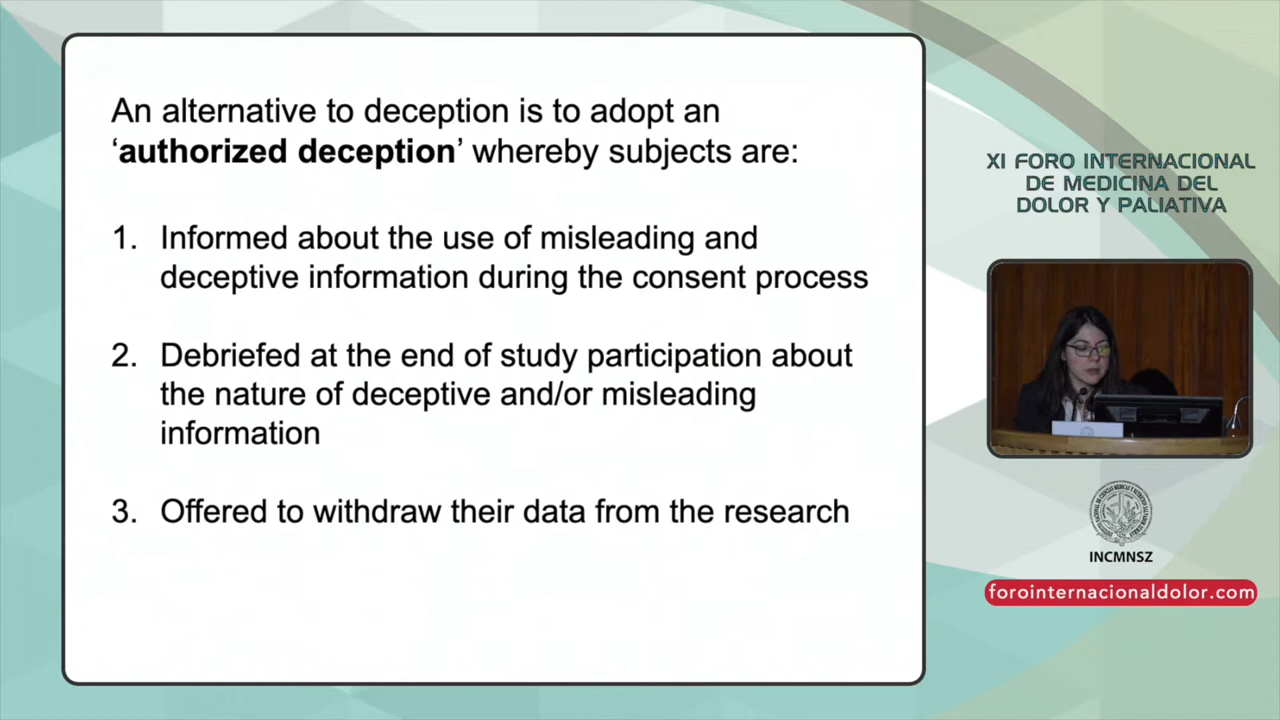 An alternative to deception is to adopt an
‘authorized deception’ whereby subjects are:
1. Informed about the use of misleading and
deceptive information during the consent process
2. Debriefed at the end of study participation about
the nature of deceptive and/or misleading
information
3. Offered to withdraw their data from the research
XI FORO INTERNACIONAL
DE MEDICINA DEL
DOLOR Y PALIATIVA
INCMNSZ
forointernacionaldolor.com